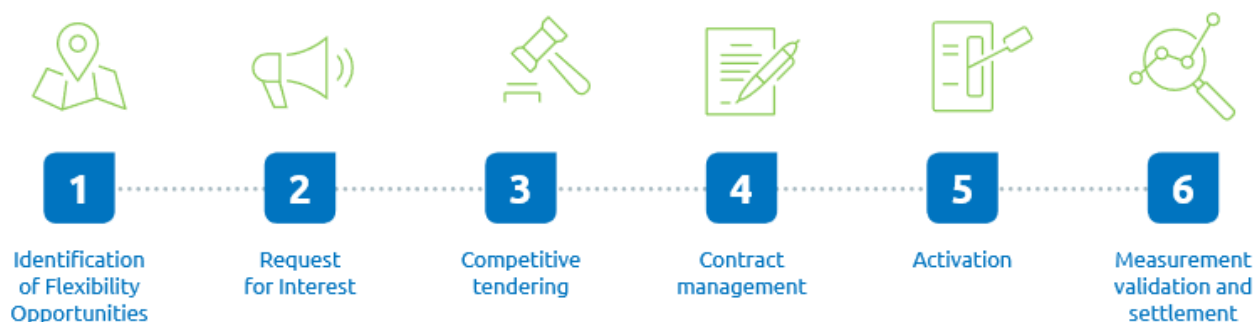 1
2
3
4
5
6
Identification
of Flexibility
Opportunities
Request
for Interest
Competitive
tendering
Contract
management
Activation
Measurement
validation and
settlement